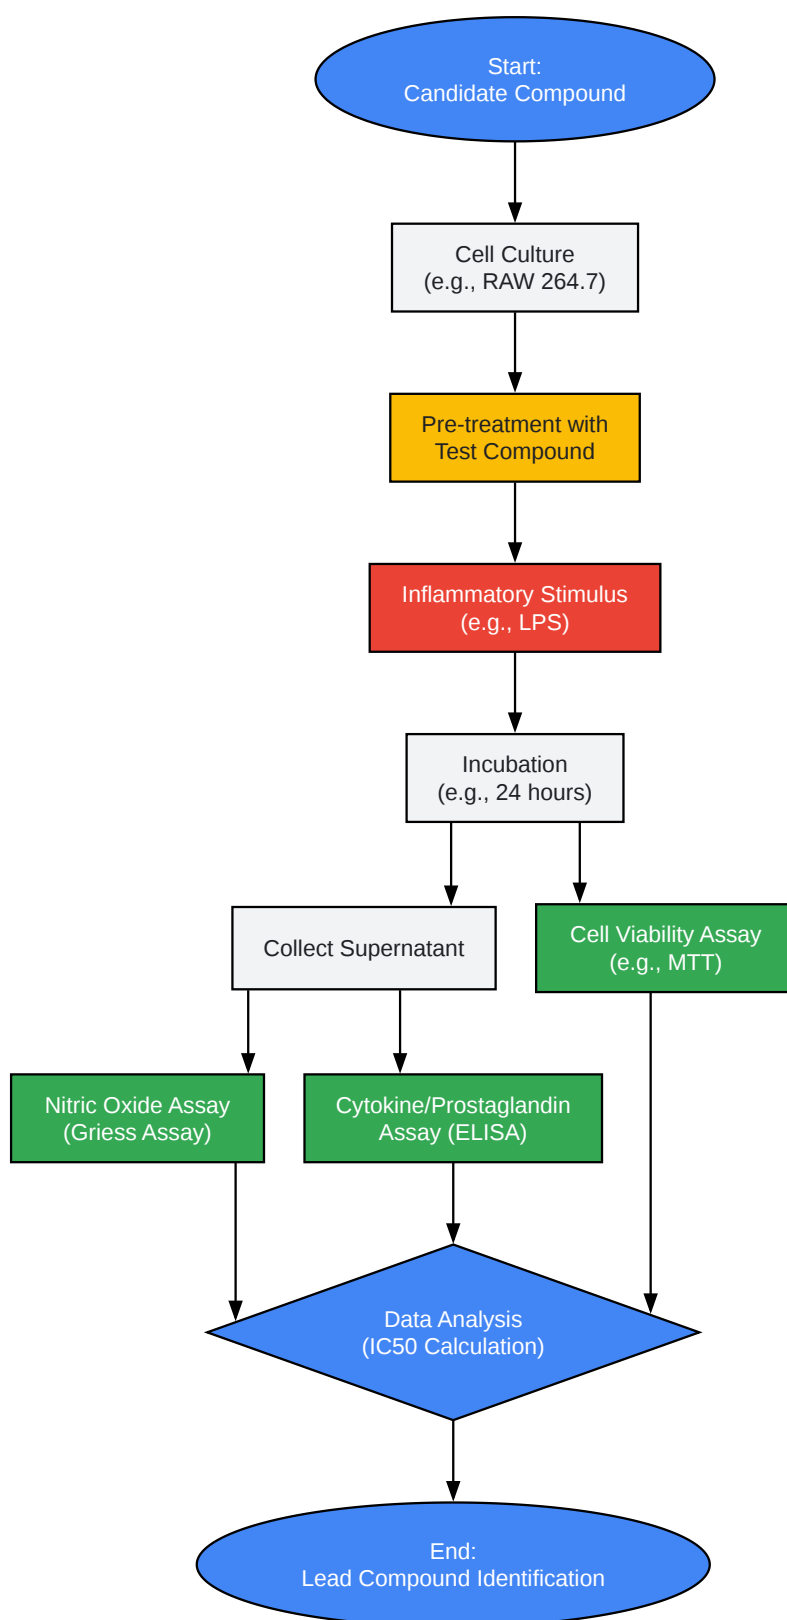 Start:
Candidate Compound
Cell Culture
(e.g., RAW 264.7)
Pre-treatment with
Test Compound
Inflammatory Stimulus
(e.g., LPS)
Incubation
(e.g., 24 hours)
Collect Supernatant
Cell Viability Assay
(e.g., MTT)
Nitric Oxide Assay
(Griess Assay)
Cytokine/Prostaglandin
Assay (ELISA)
Data Analysis
(IC50 Calculation)
End:
Lead Compound Identification